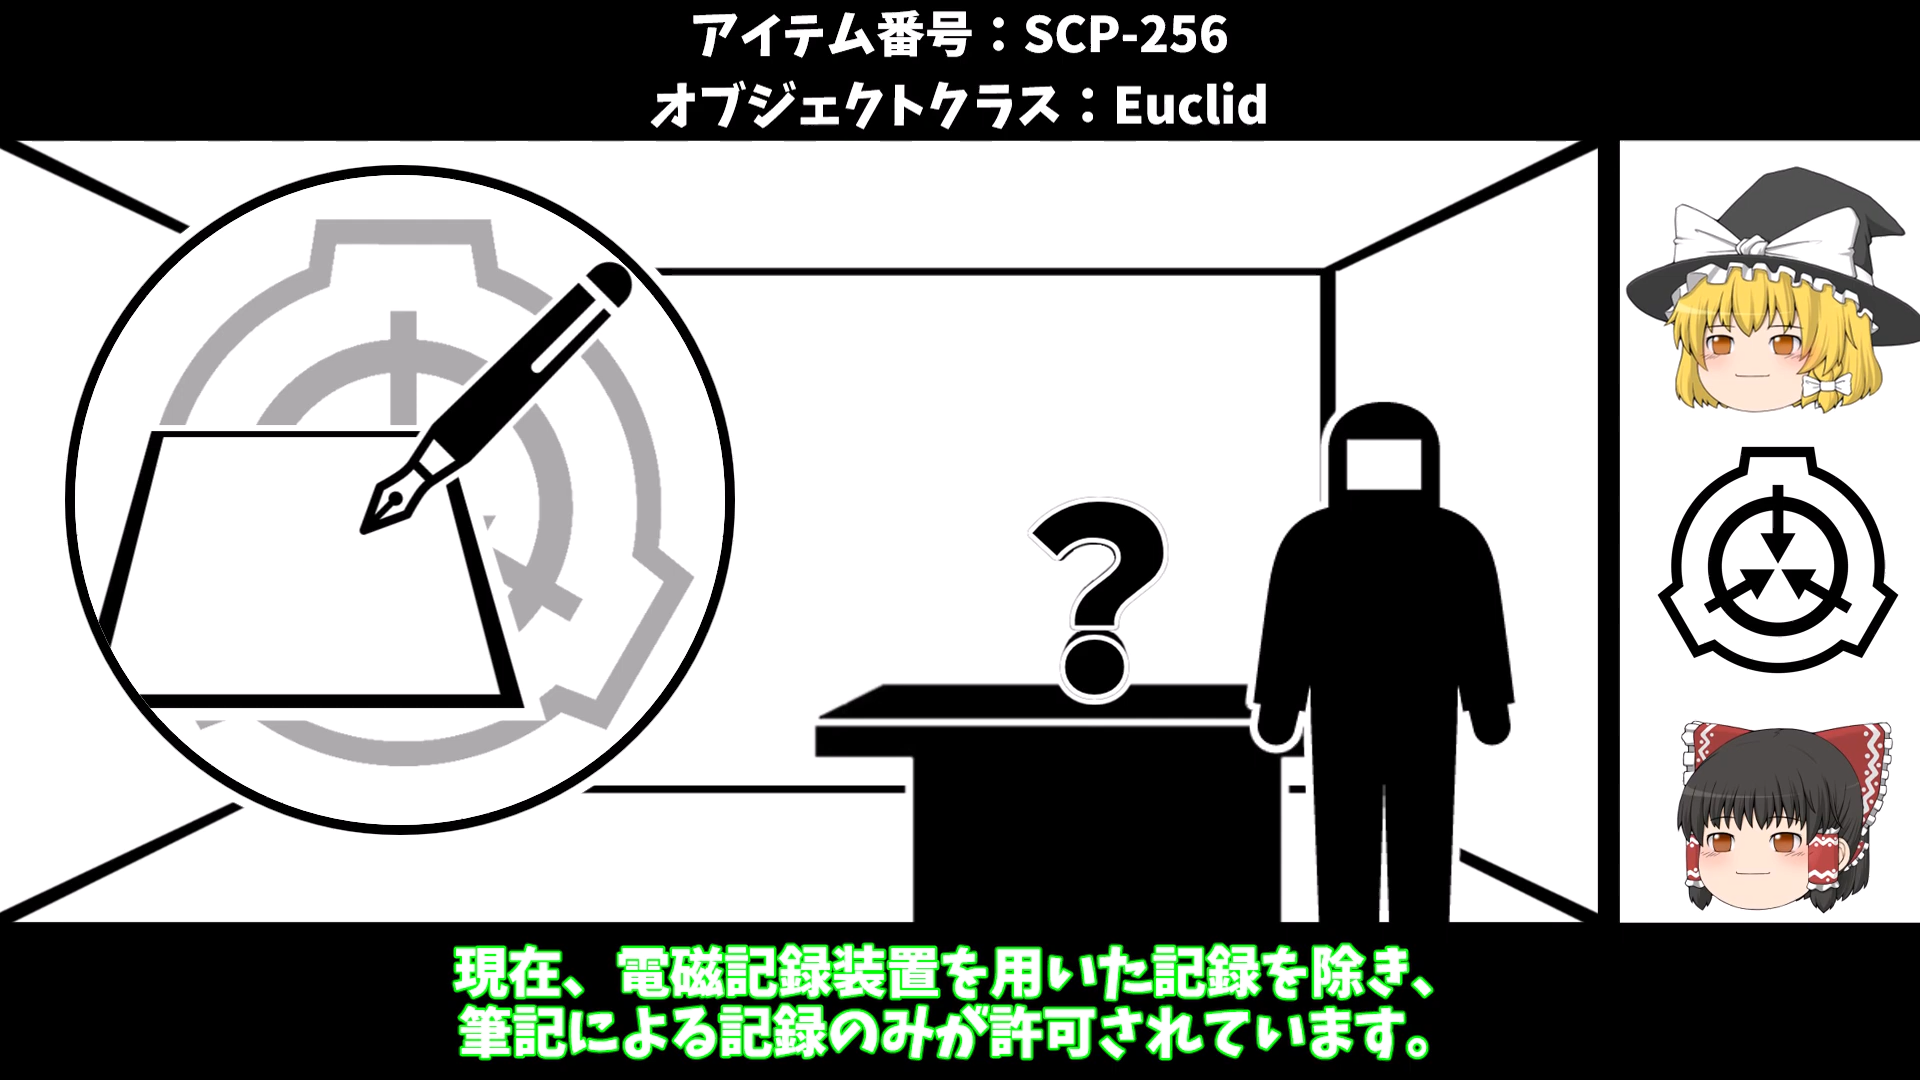 アイテム番号：SCP-256
オブジェクトクラス：Euclid
?
現在、電磁記録装置を用いた記録を除き、
筆記による記録のみが許可されています。